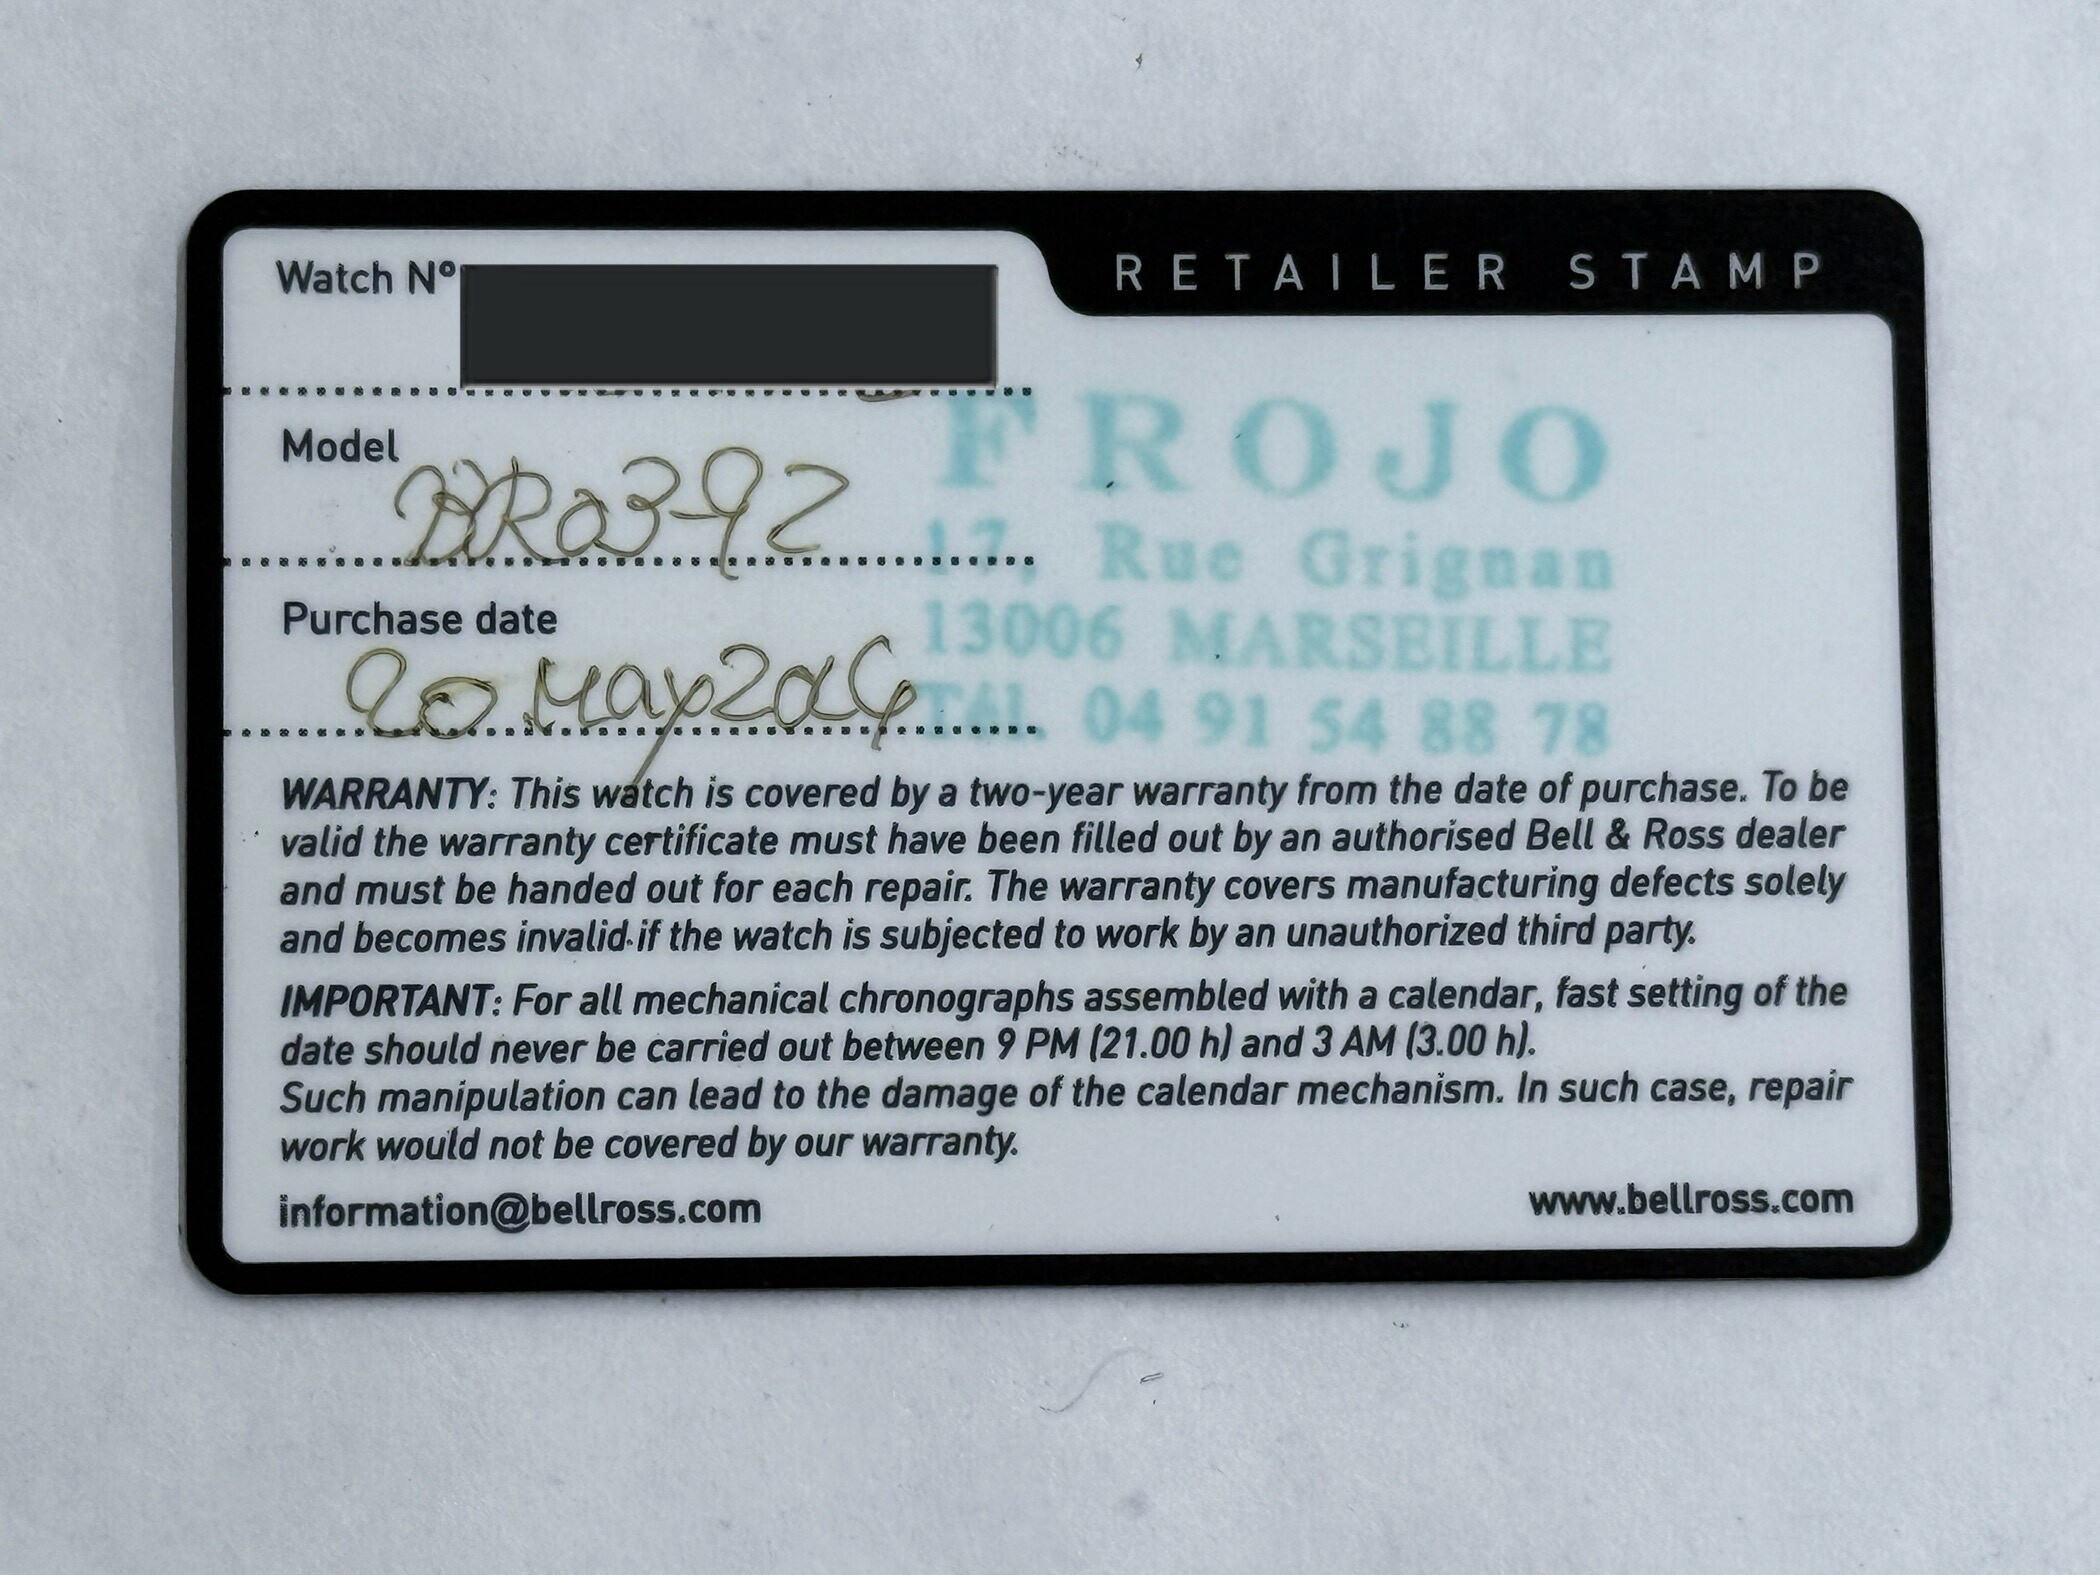 Watch Nº
RETAILER STAMP
Model
BR03-92
Purchase date
20 May
FROJO
17, Rue Grignan
13006 MARSEILLE
Tél. 04 91 54 88 78
WARRANTY: This watch is covered by a two-year warranty from the date of purchase. To be
valid the warranty certificate must have been filled out by an authorised Bell & Ross dealer
and must be handed out for each repair. The warranty covers manufacturing defects solely
and becomes invalid if the watch is subjected to work by an unauthorized third party.
IMPORTANT: For all mechanical chronographs assembled with a calendar, fast setting of the
date should never be carried out between 9 PM (21.00 h) and 3 AM (3.00 h).
Such manipulation can lead to the damage of the calendar mechanism. In such case, repair
work would not be covered by our warranty.
information@bellross.com
www.bellross.com